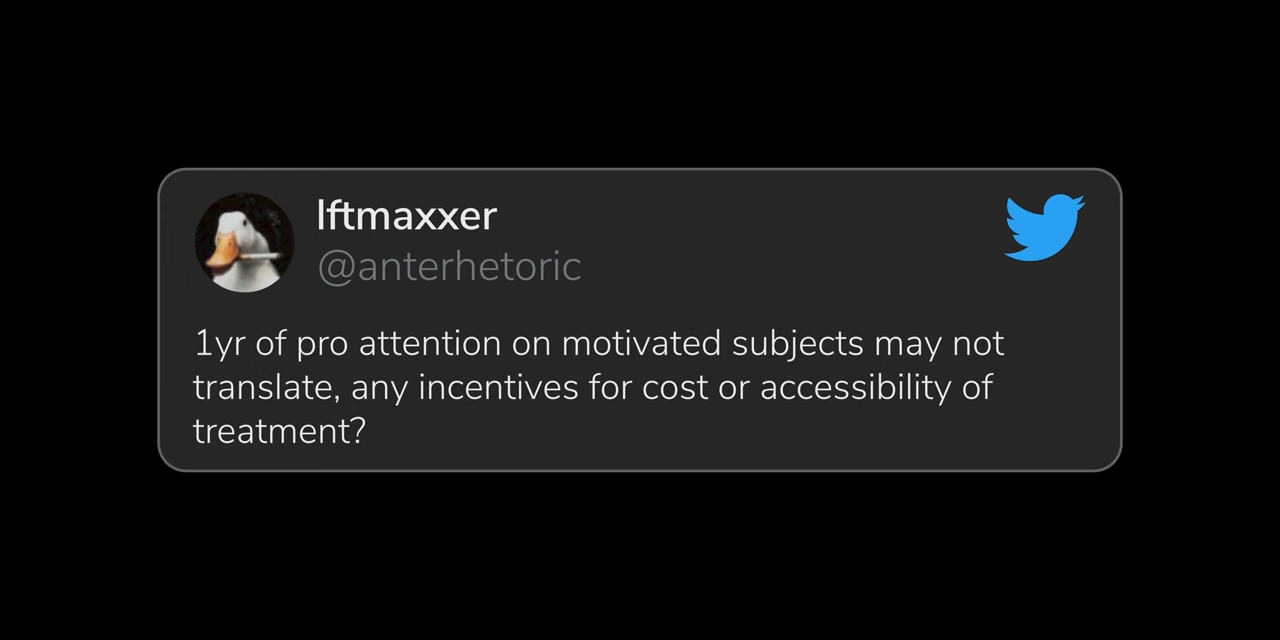 lftmaxxer
@anterhetoric
1yr of pro attention on motivated subjects may not
translate, any incentives for cost or accessibility of
treatment?